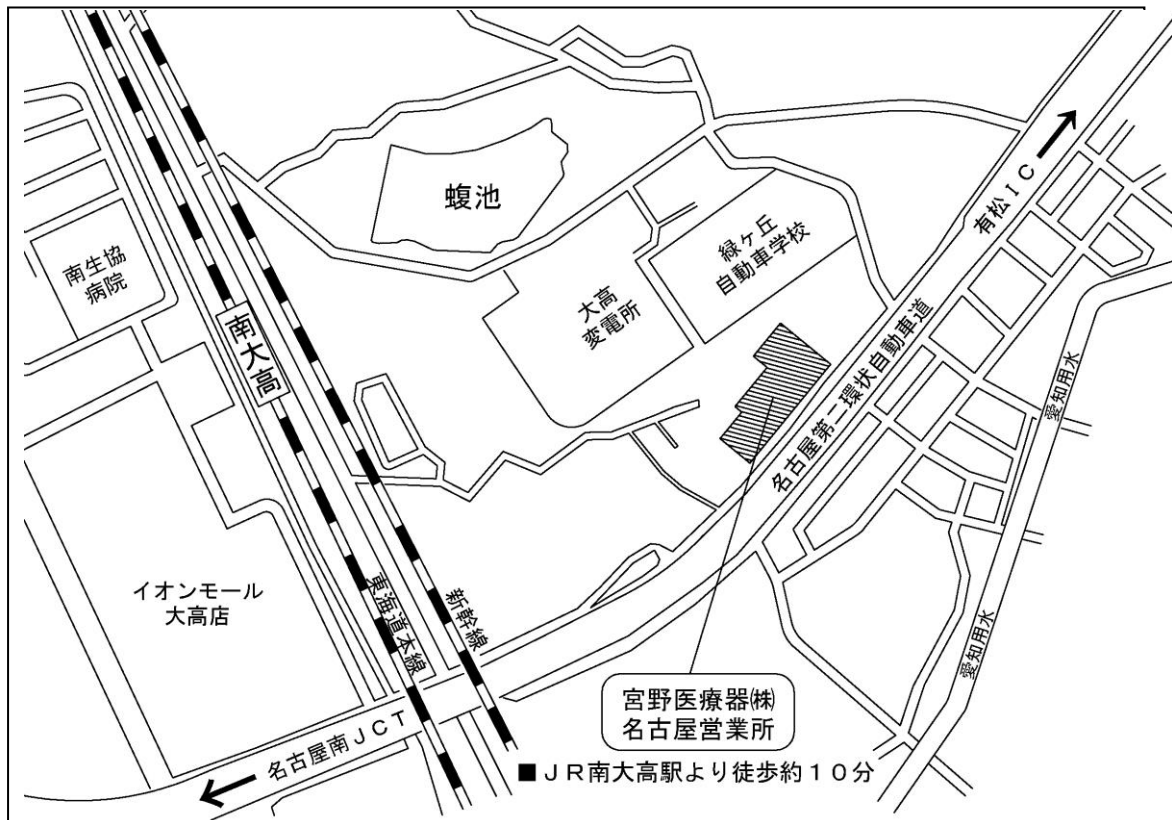 蝮池
緑ヶ丘
自動車学校
有松IC
南生協
病院
大高
変電所
南大高
名古屋第二環状自動車道
愛知用水
イオンモール
大高店
東海道本線
新幹線
愛知用水
宮野医療器㈱
名古屋営業所
名古屋南JCT
■JR南大高駅より徒歩約10分